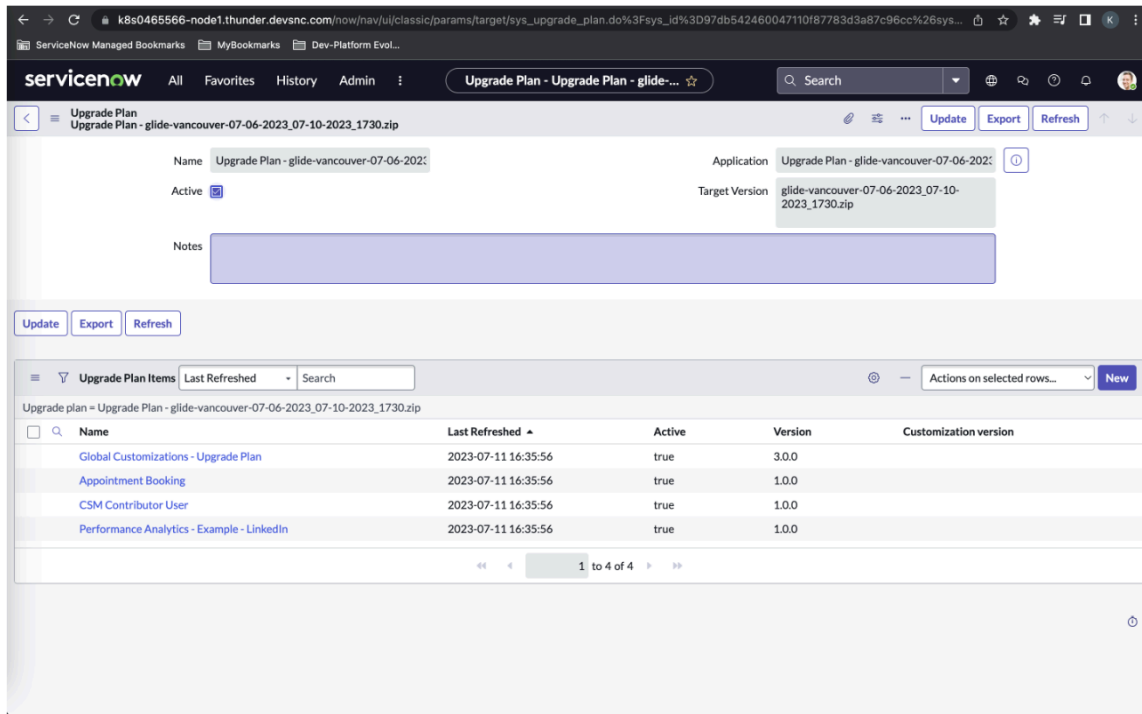 k8s0465566-node1.thunder.devsnc.com/now/nav/ui/classic/params/target/sys_upgrade_plan.do%3Fsys_id%3D97db542460047110f87783d3a87c96cc%26sys...
K
ServiceNow Managed Bookmarks MyBookmarks Dev-Platform Evol...
servicenow All Favorites History Admin Upgrade Plan - Upgrade Plan - glide-... Search
Upgrade Plan
Upgrade Plan - glide-vancouver-07-06-2023_07-10-2023_1730.zip
Update Export Refresh
Name Upgrade Plan - glide-vancouver-07-06-202: Application Upgrade Plan - glide-vancouver-07-06-202:
Active Target Version glide-vancouver-07-06-2023_07-10-
2023_1730.zip
Notes
Update Export Refresh
Upgrade Plan Items Last Refreshed Search Actions on selected rows... New
Upgrade plan = Upgrade Plan - glide-vancouver-07-06-2023_07-10-2023_1730.zip
Name Last Refreshed Active Version Customization version
Global Customizations - Upgrade Plan 2023-07-11 16:35:56 true 3.0.0
Appointment Booking 2023-07-11 16:35:56 true 1.0.0
CSM Contributor User 2023-07-11 16:35:56 true 1.0.0
Performance Analytics - Example - LinkedIn 2023-07-11 16:35:56 true 1.0.0
1 to 4 of 4